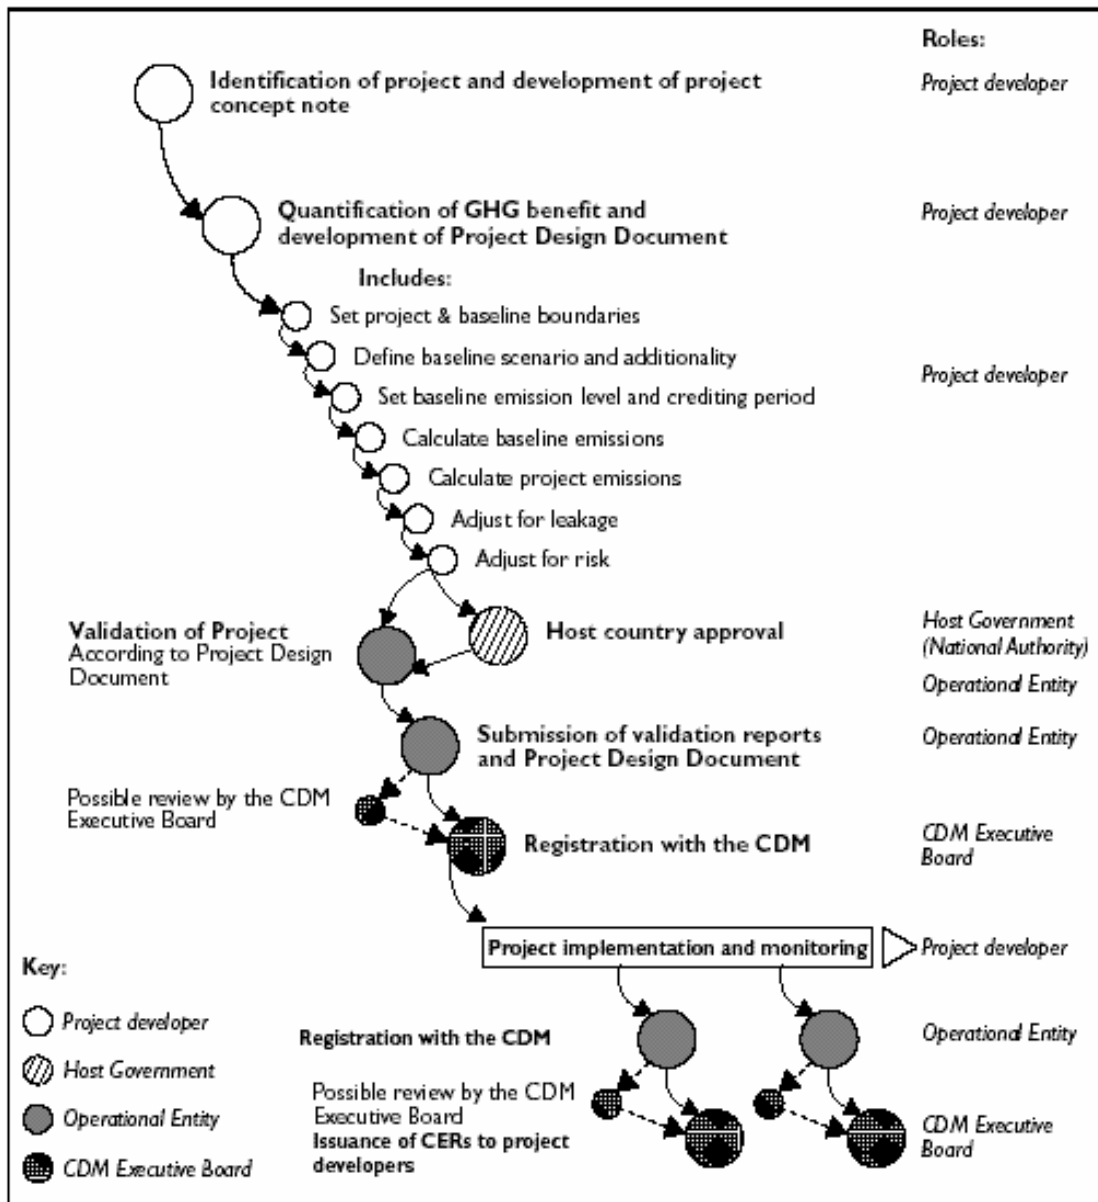 Roles:
Identification of project and development of project
concept note
Project developer
Quantification of GHG benefit and
development of Project Design Document
Project developer
Includes:
Set project & baseline boundaries
Define baseline scenario and additionality
Project developer
Set baseline emission level and crediting period
Calculate baseline emissions
Calculate project emissions
Adjust for leakage
Adjust for risk
Validation of Project
According to Project Design
Document
Host country approval
Host Government
(National Authority)
Operational Entity
Submission of validation reports
and Project Design Document
Operational Entity
Possible review by the CDM
Executive Board
Registration with the CDM
CDM Executive
Board
Project implementation and monitoring
Project developer
Key:
Project developer
Host Government
Operational Entity
CDM Executive Board
Registration with the CDM
Operational Entity
Possible review by the CDM
Executive Board
Issuance of CERs to project
developers
CDM Executive
Board